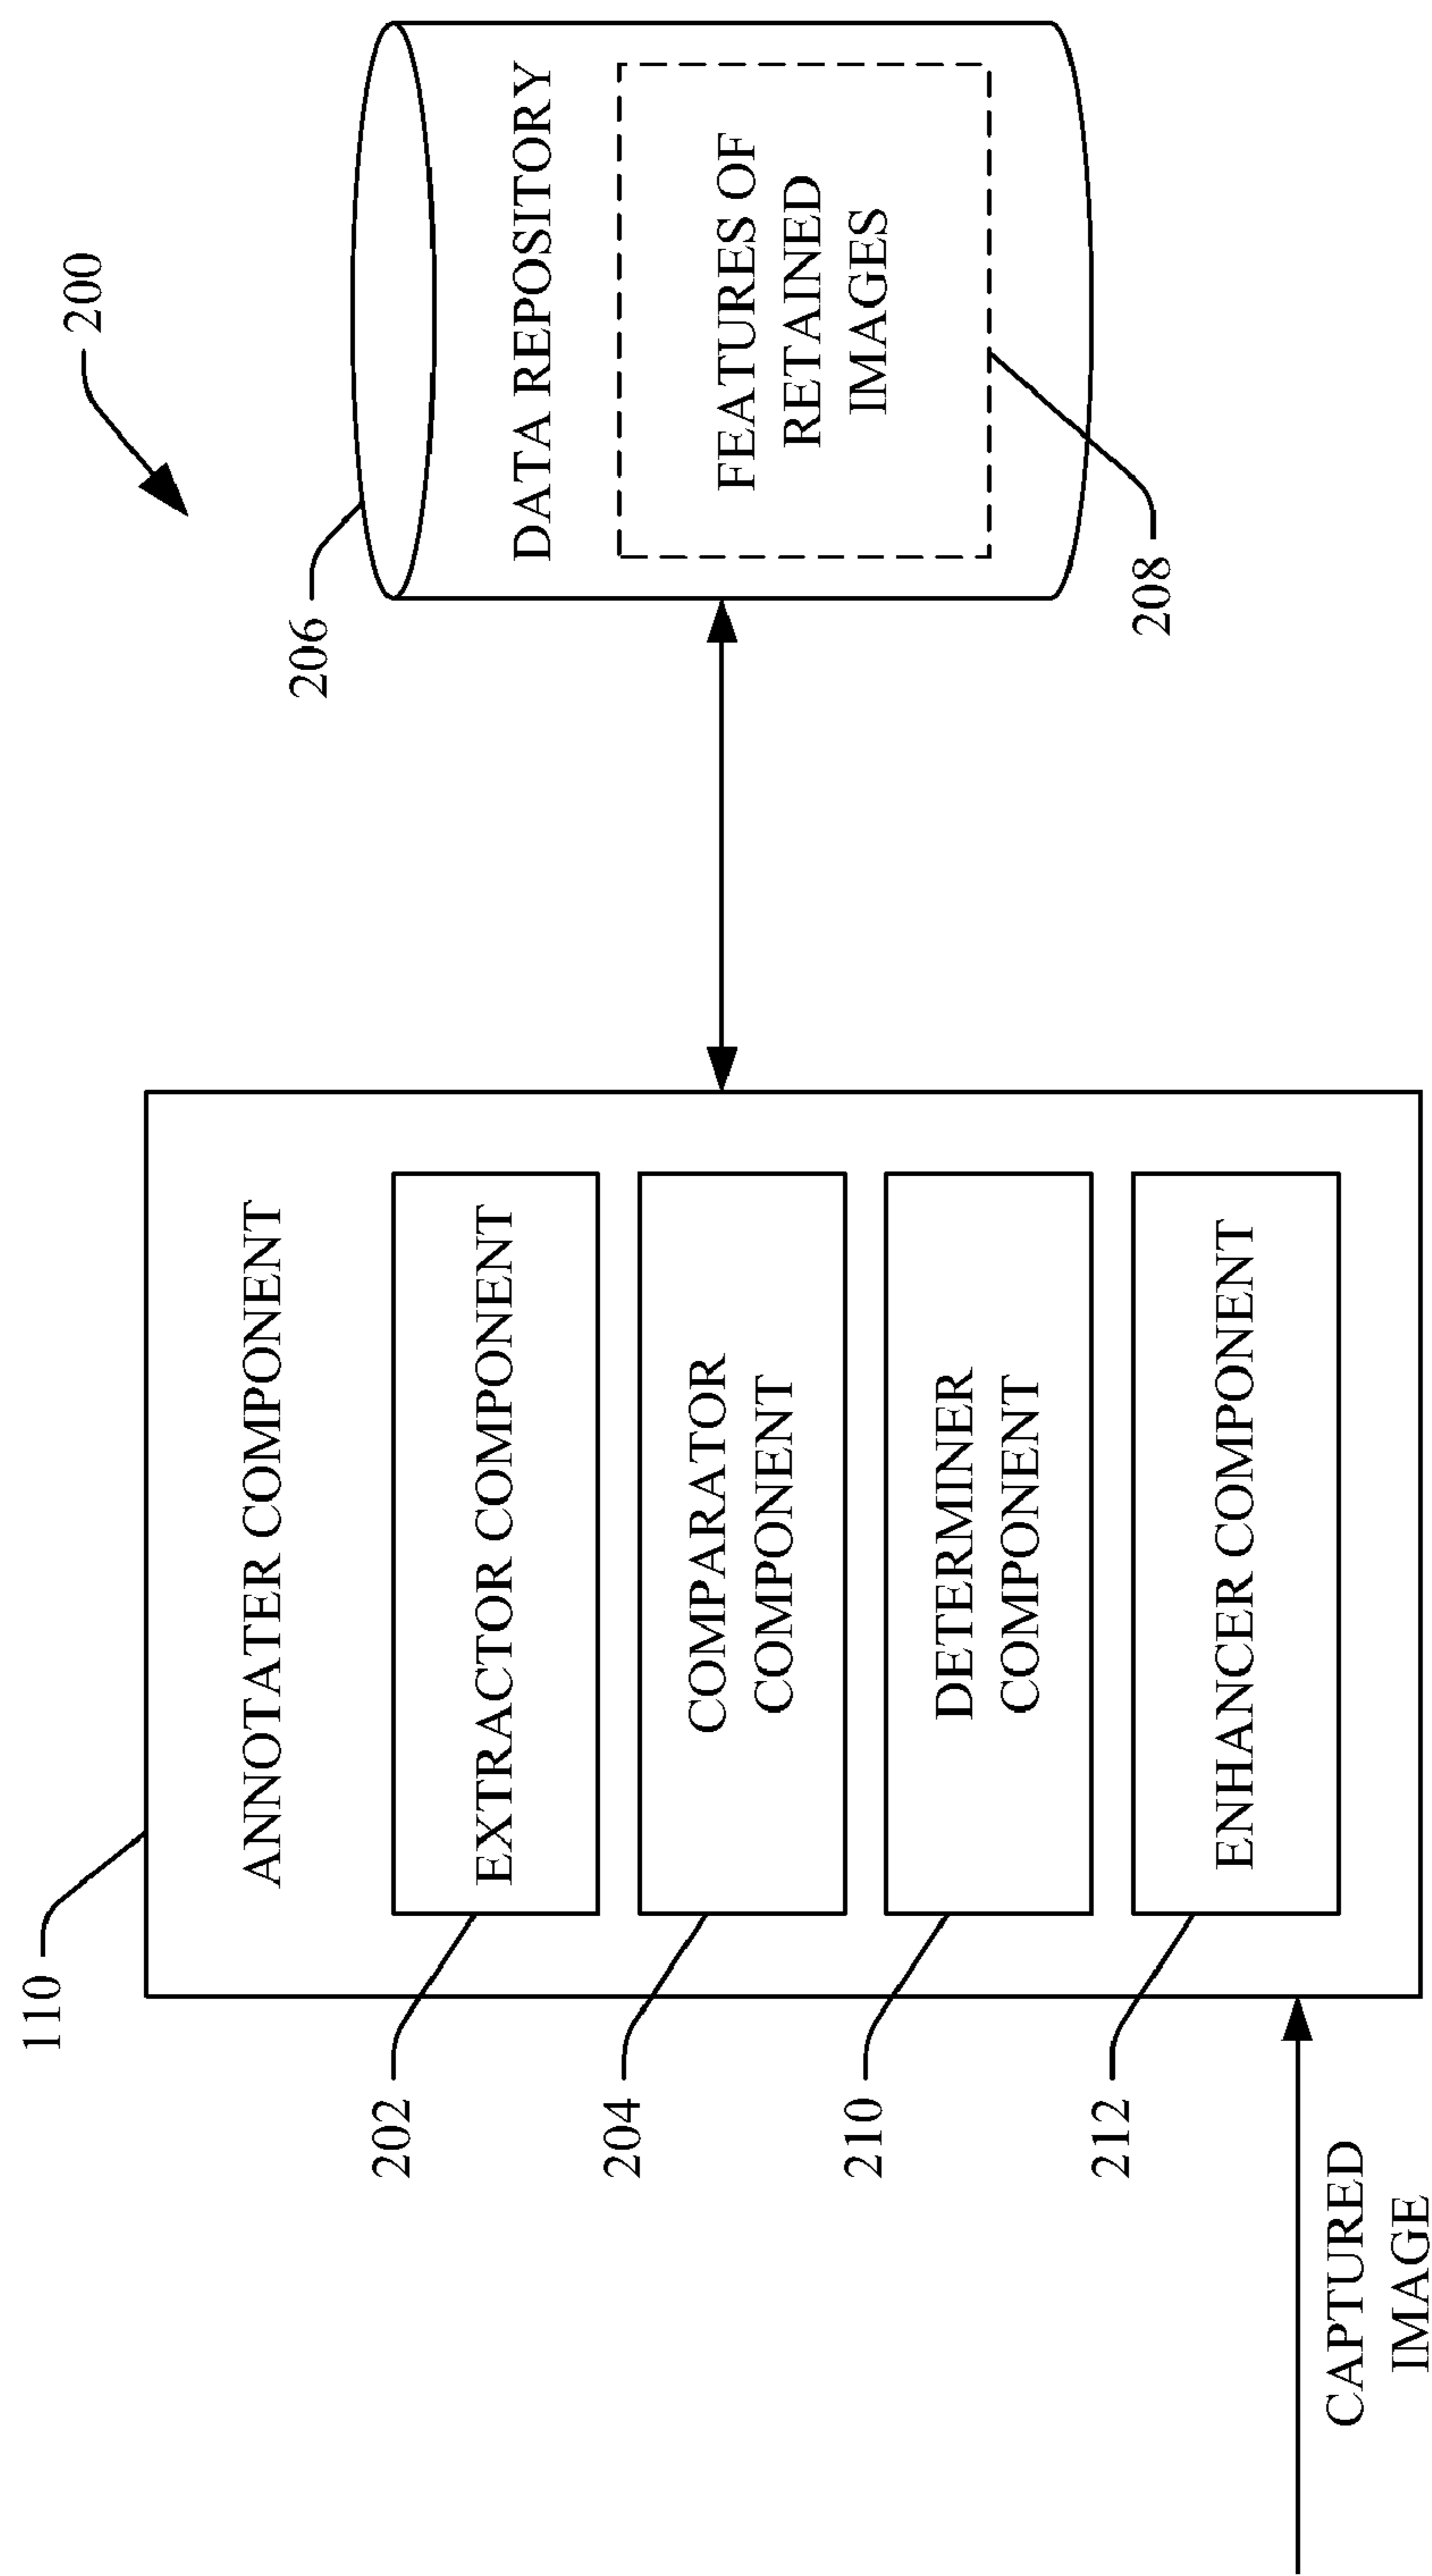 200
110
ANNOTATER COMPONENT
202
EXTRACTOR COMPONENT
204
COMPARATOR
COMPONENT
210
DETERMINER
COMPONENT
212
ENHANCER COMPONENT
CAPTURED
IMAGE
206
DATA REPOSITORY
FEATURES OF
RETAINED
IMAGES
208